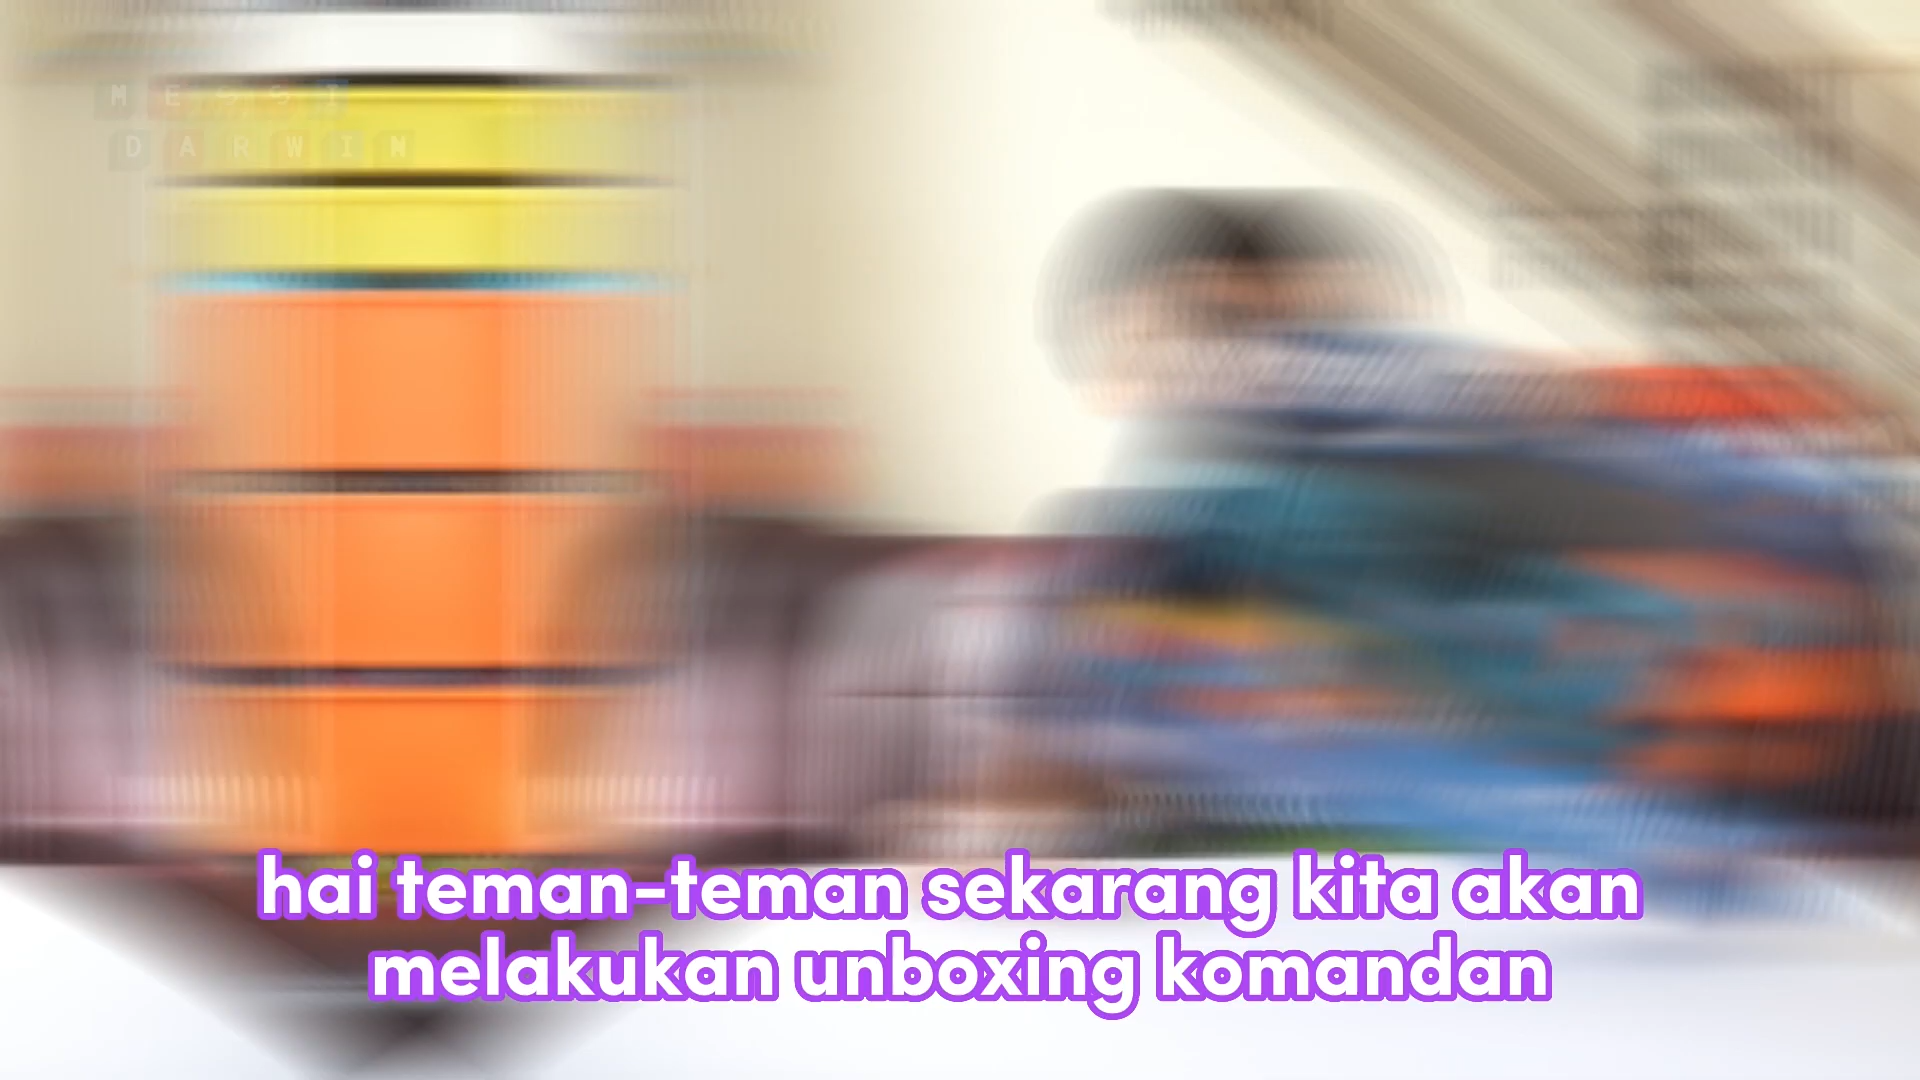 MESSI
DARWIN
hai teman-teman sekarang kita akan
melakukan unboxing komandan